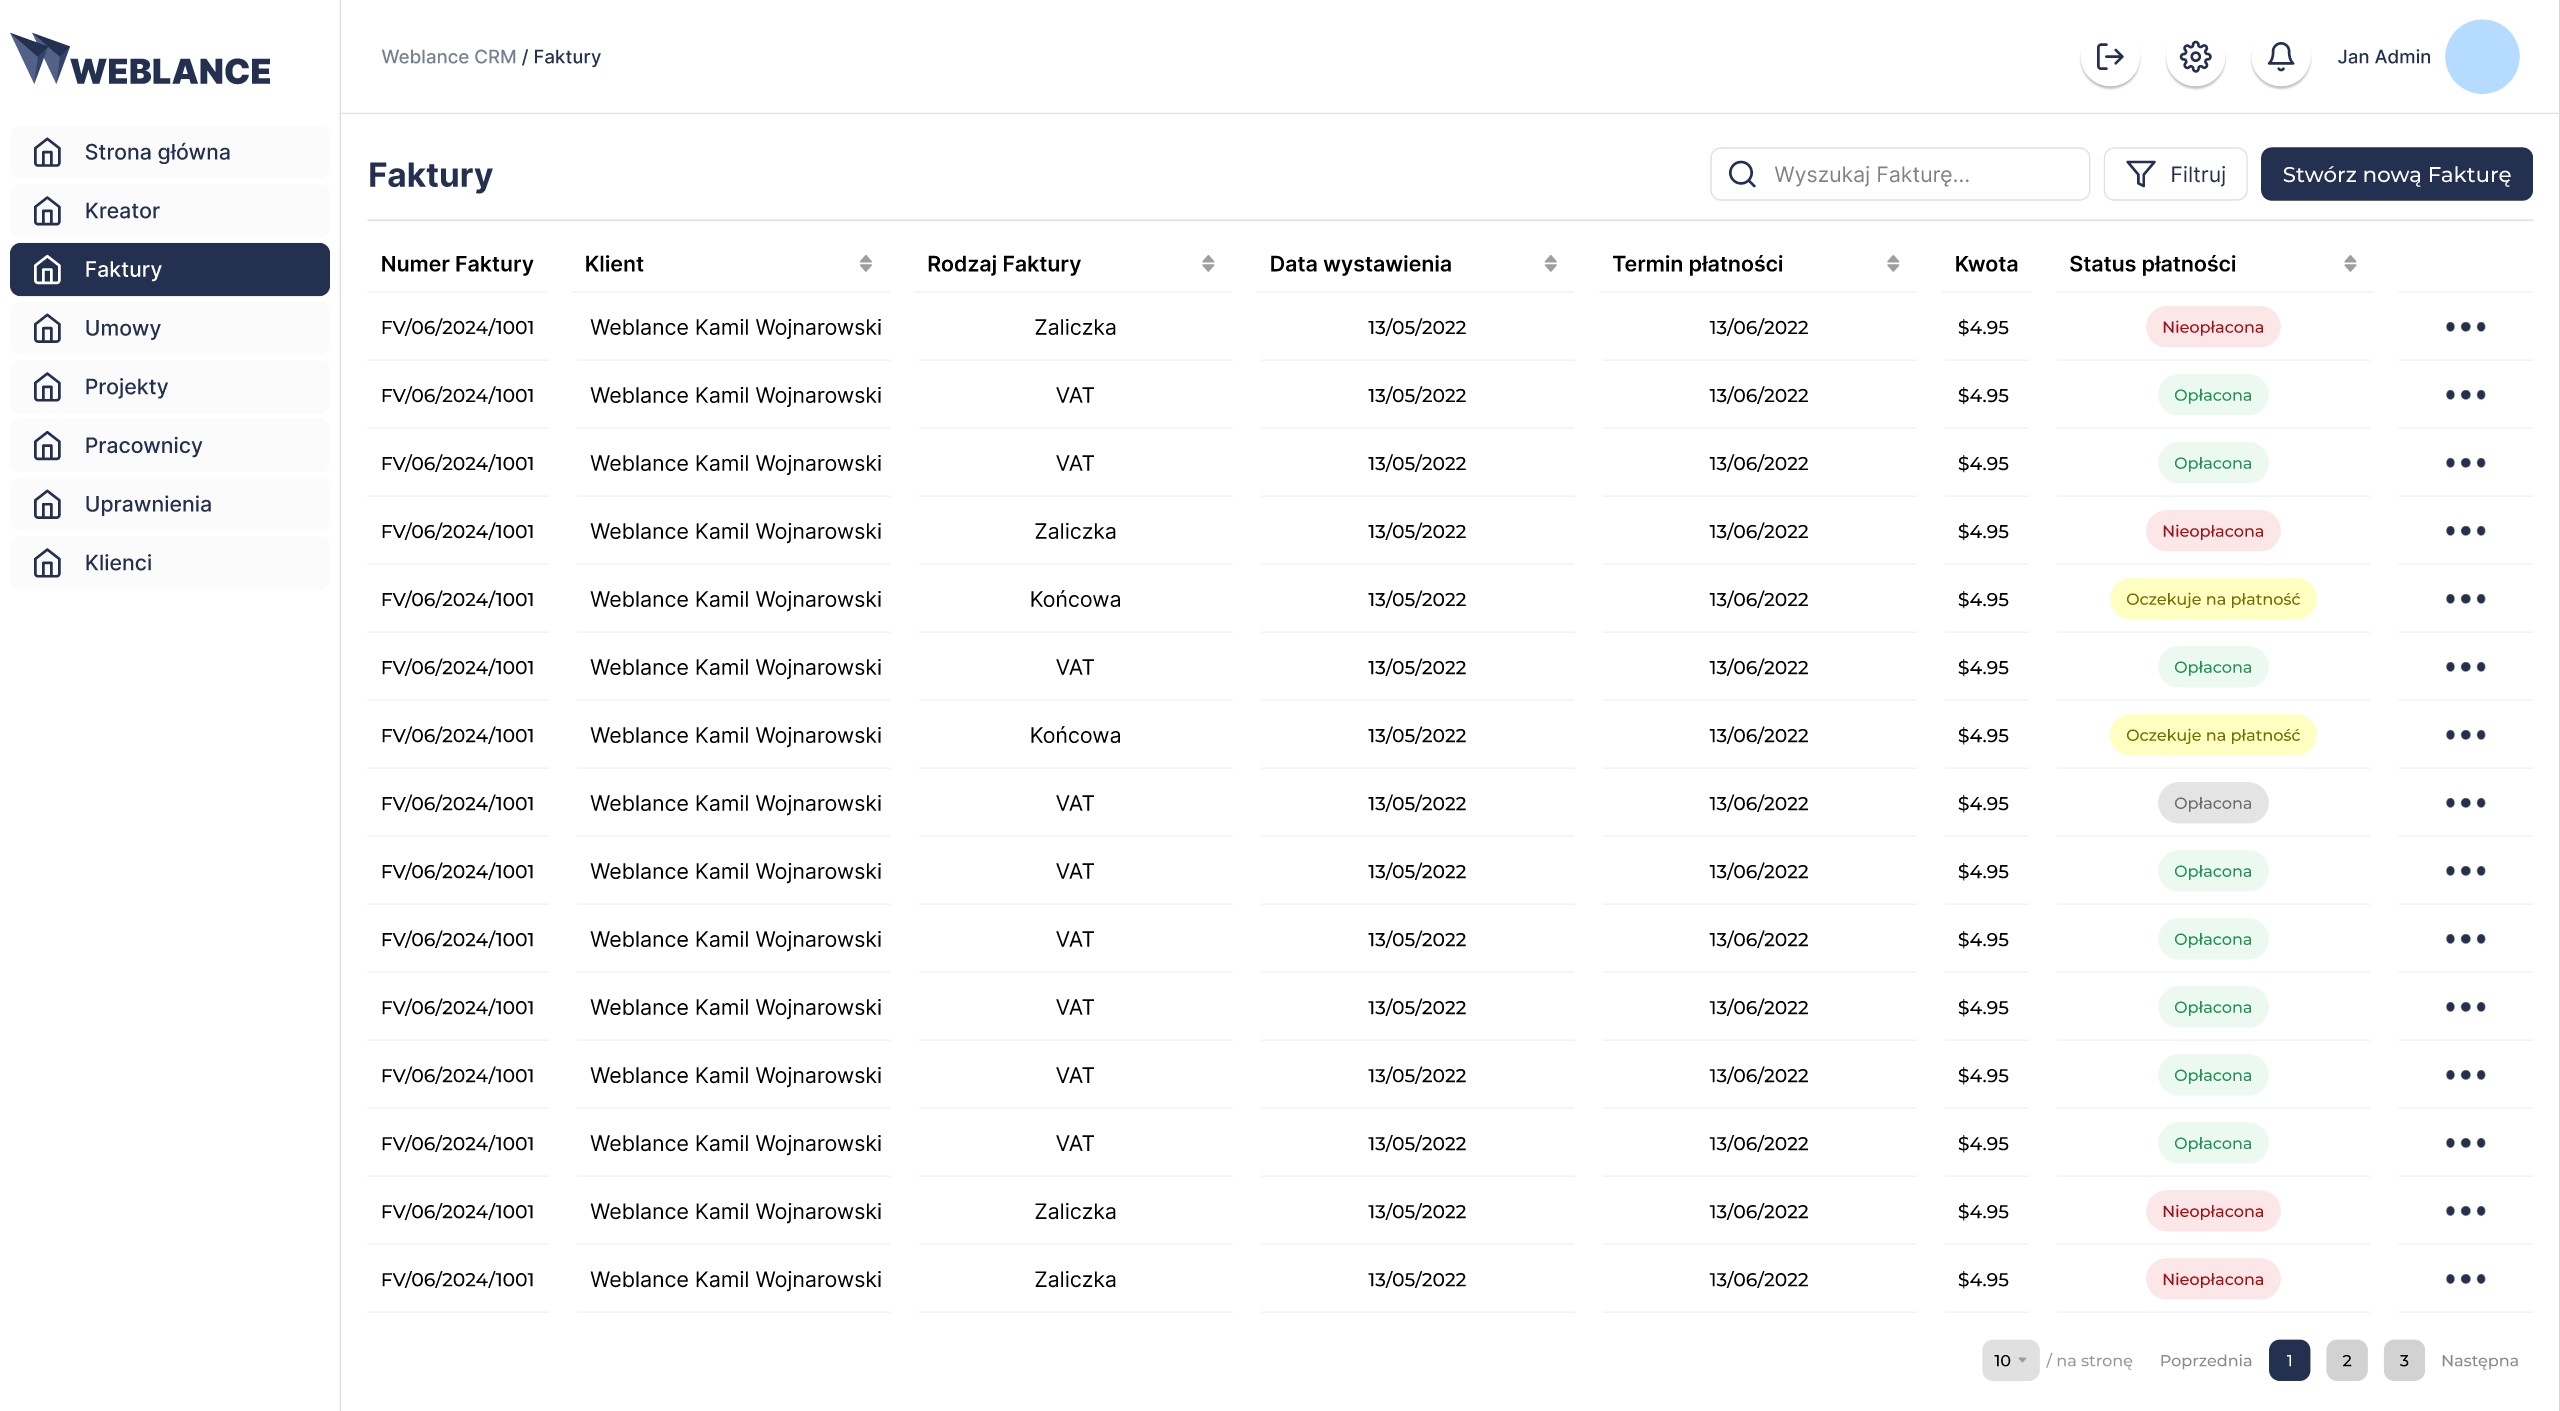 WEBLANCE
Weblance CRM / Faktury
Jan Admin
Strona główna
Kreator
Faktury
Umowy
Projekty
Pracownicy
Uprawnienia
Klienci
Faktury
Wyszukaj Fakturę...
Filtruj
Stwórz nową Fakturę
Numer Faktury Klient Rodzaj Faktury Data wystawienia Termin płatności Kwota Status płatności
FV/06/2024/1001 Weblance Kamil Wojnarowski Zaliczka 13/05/2022 13/06/2022 $4.95 Nieopłacona
FV/06/2024/1001 Weblance Kamil Wojnarowski VAT 13/05/2022 13/06/2022 $4.95 Opłacona
FV/06/2024/1001 Weblance Kamil Wojnarowski VAT 13/05/2022 13/06/2022 $4.95 Opłacona
FV/06/2024/1001 Weblance Kamil Wojnarowski Zaliczka 13/05/2022 13/06/2022 $4.95 Nieopłacona
FV/06/2024/1001 Weblance Kamil Wojnarowski Końcowa 13/05/2022 13/06/2022 $4.95 Oczekuje na płatność
FV/06/2024/1001 Weblance Kamil Wojnarowski VAT 13/05/2022 13/06/2022 $4.95 Opłacona
FV/06/2024/1001 Weblance Kamil Wojnarowski Końcowa 13/05/2022 13/06/2022 $4.95 Oczekuje na płatność
FV/06/2024/1001 Weblance Kamil Wojnarowski VAT 13/05/2022 13/06/2022 $4.95 Opłacona
FV/06/2024/1001 Weblance Kamil Wojnarowski VAT 13/05/2022 13/06/2022 $4.95 Opłacona
FV/06/2024/1001 Weblance Kamil Wojnarowski VAT 13/05/2022 13/06/2022 $4.95 Opłacona
FV/06/2024/1001 Weblance Kamil Wojnarowski VAT 13/05/2022 13/06/2022 $4.95 Opłacona
FV/06/2024/1001 Weblance Kamil Wojnarowski VAT 13/05/2022 13/06/2022 $4.95 Opłacona
FV/06/2024/1001 Weblance Kamil Wojnarowski VAT 13/05/2022 13/06/2022 $4.95 Opłacona
FV/06/2024/1001 Weblance Kamil Wojnarowski Zaliczka 13/05/2022 13/06/2022 $4.95 Nieopłacona
FV/06/2024/1001 Weblance Kamil Wojnarowski Zaliczka 13/05/2022 13/06/2022 $4.95 Nieopłacona
10 / na stronę Poprzednia 1 2 3 Następna